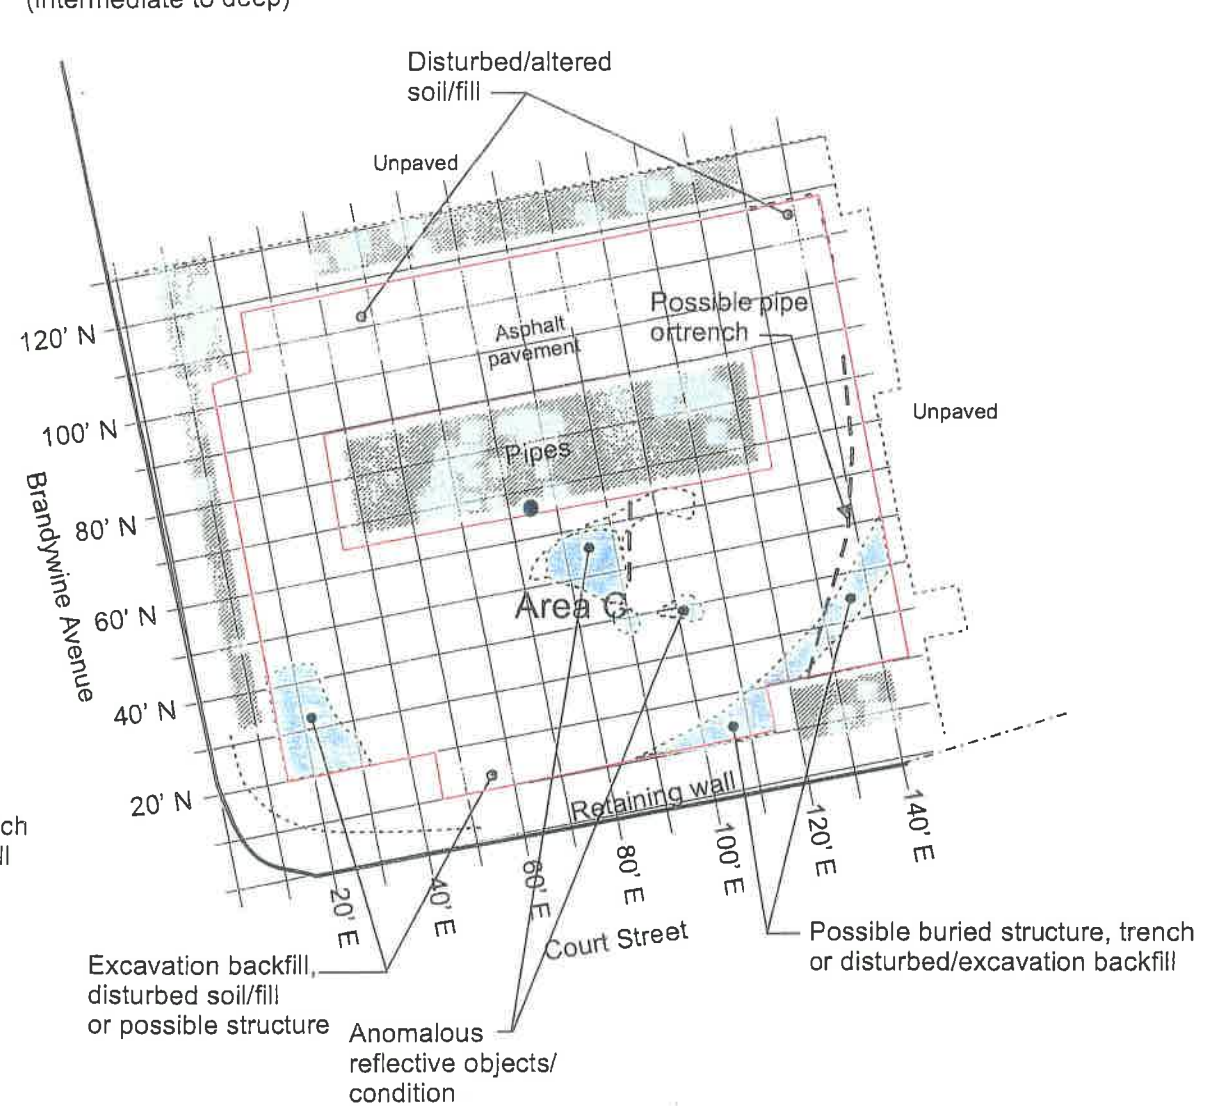 (intermediate to deep)
Disturbed/altered
soil/fill
Unpaved
Possible pipe
ortrench
Asphalt
pavement
120' N
100' N
80' N
60' N
40' N
20' N
Unpaved
Pipes
Brandywine Avenue
Area C
Retaining wall
ch
ll
20' E
40' E
60' E
80' E
100' E
120' E
140' E
Court Street
Possible buried structure, trench
or disturbed/excavation backfill
Excavation backfill,
disturbed soil/fill
or possible structure
Anomalous
reflective objects/
condition